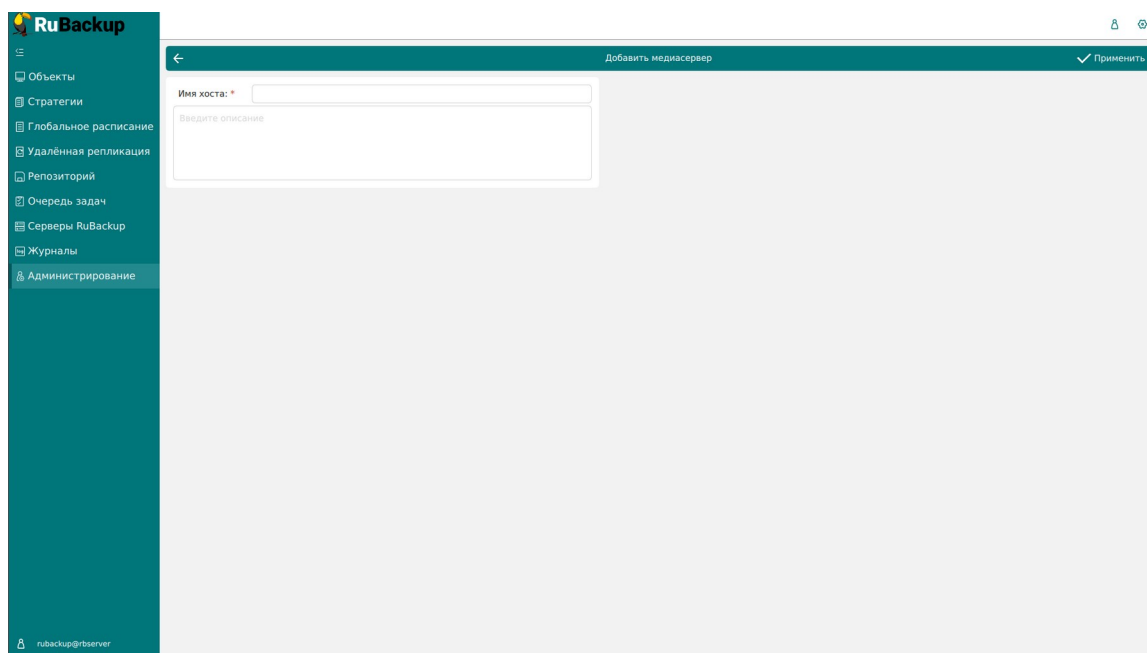 RuBackup
Добавить медиасервер
Применить
Объекты
Стратегии
Глобальное расписание
Удалённая репликация
Репозиторий
Очередь задач
Серверы RuBackup
Журналы
Администрирование
Имя хоста: *
Введите описание
rubackup@rbserver